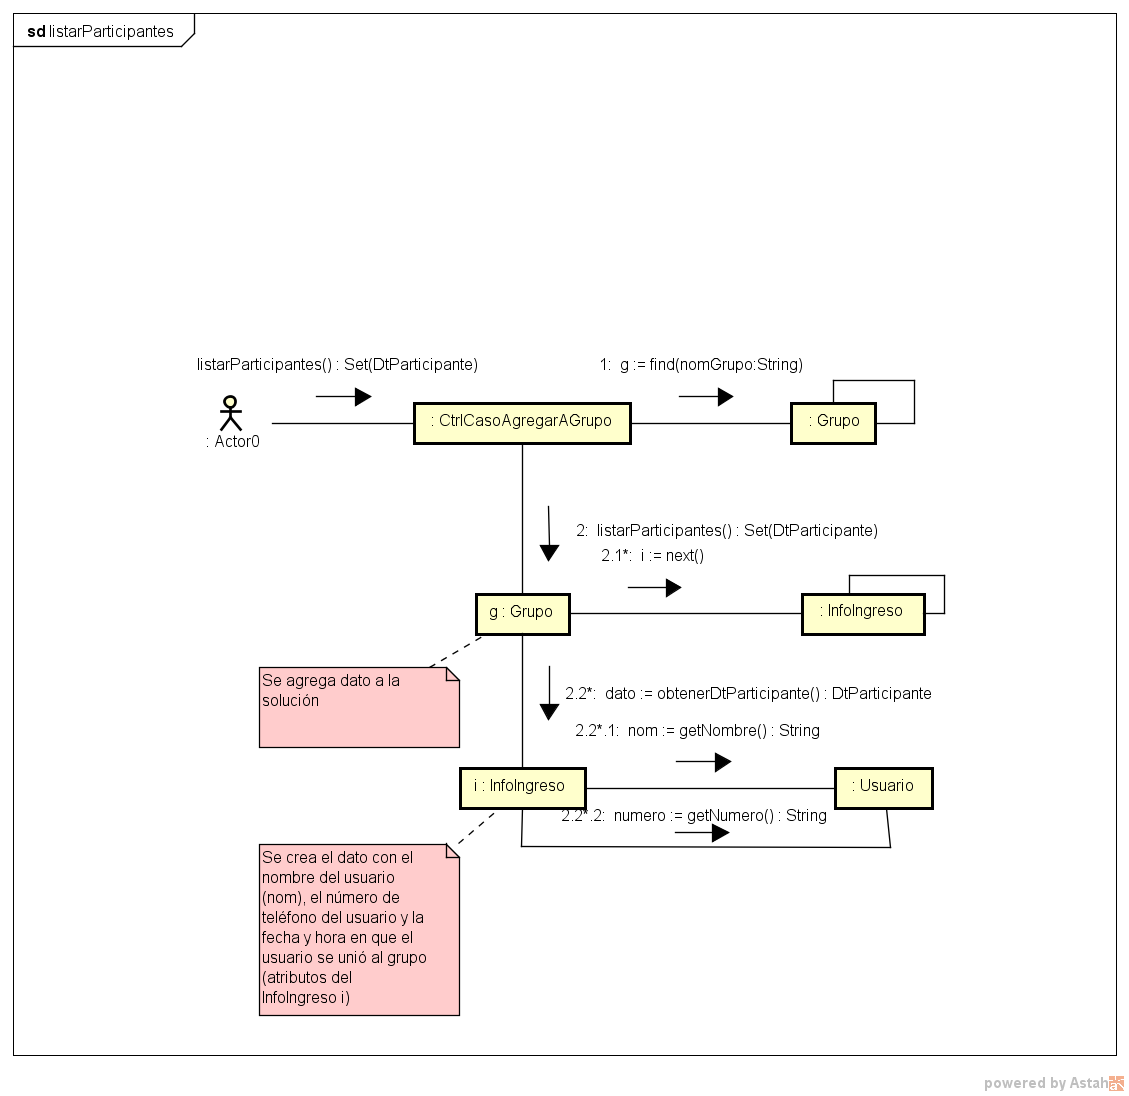 sd listarParticipantes
listarParticipantes() : Set(DtParticipante)
1: g := find(nomGrupo:String)
: Actor0
: CtrlCasoAgregarAGrupo
: Grupo
2: listarParticipantes() : Set(DtParticipante)
2.1*: i := next()
g : Grupo
: InfoIngreso
Se agrega dato a la
solución
2.2*: dato := obtenerDtParticipante() : DtParticipante
2.2*.1: nom := getNombre() : String
i : InfoIngreso
: Usuario
2.2*.2: numero := getNumero() : String
Se crea el dato con el
nombre del usuario
(nom), el número de
teléfono del usuario y la
fecha y hora en que el
usuario se unió al grupo
(atributos del
InfoIngreso i)
powered by Astah